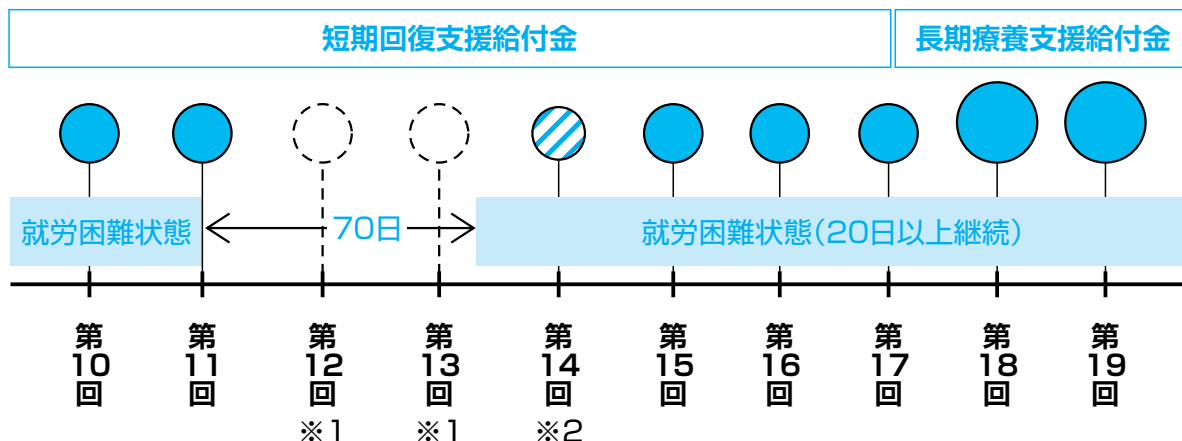 短期回復支援給付金
長期療養支援給付金
就労困難状態
70日
就労困難状態(20日以上継続)
第10回
第11回
第12回
第13回
第14回
第15回
第16回
第17回
第18回
第19回
※1
※1
※2